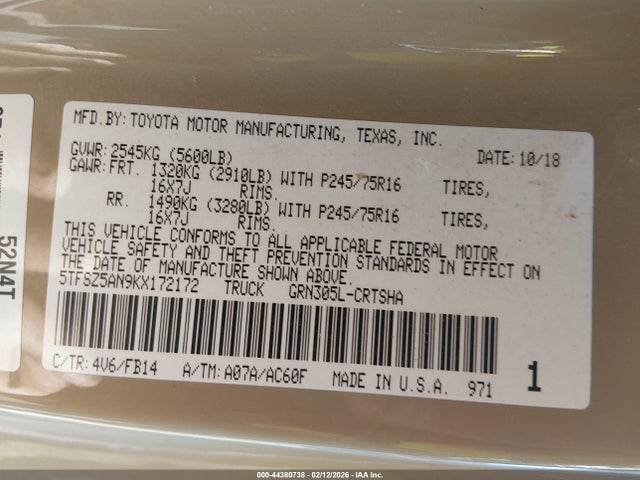 MFD.BY: TOYOTA MOTOR MANUFACTURING, TEXAS, INC.
GVWR: 2545KG (5600LB) DATE: 10/18
GAWR: FRT. 1320KG (2910LB) WITH P245/75R16 TIRES,
16X7J RIMS.
RR. 1490KG (3280LB) WITH P245/75R16 TIRES,
16X7J RIMS.
THIS VEHICLE CONFORMS TO ALL APPLICABLE FEDERAL MOTOR
VEHICLE SAFETY AND THEFT PREVENTION STANDARDS IN EFFECT ON
THE DATE OF MANUFACTURE SHOWN ABOVE.
5TFSZ5AN9KX172172 TRUCK GRN305L-CRTSHA
C/TR: 4V6/FB14 A/TM: A07A/AC60F MADE IN U.S.A. 971 1
52N4T
000-44380738 - 02/12/2026 - IAA Inc.